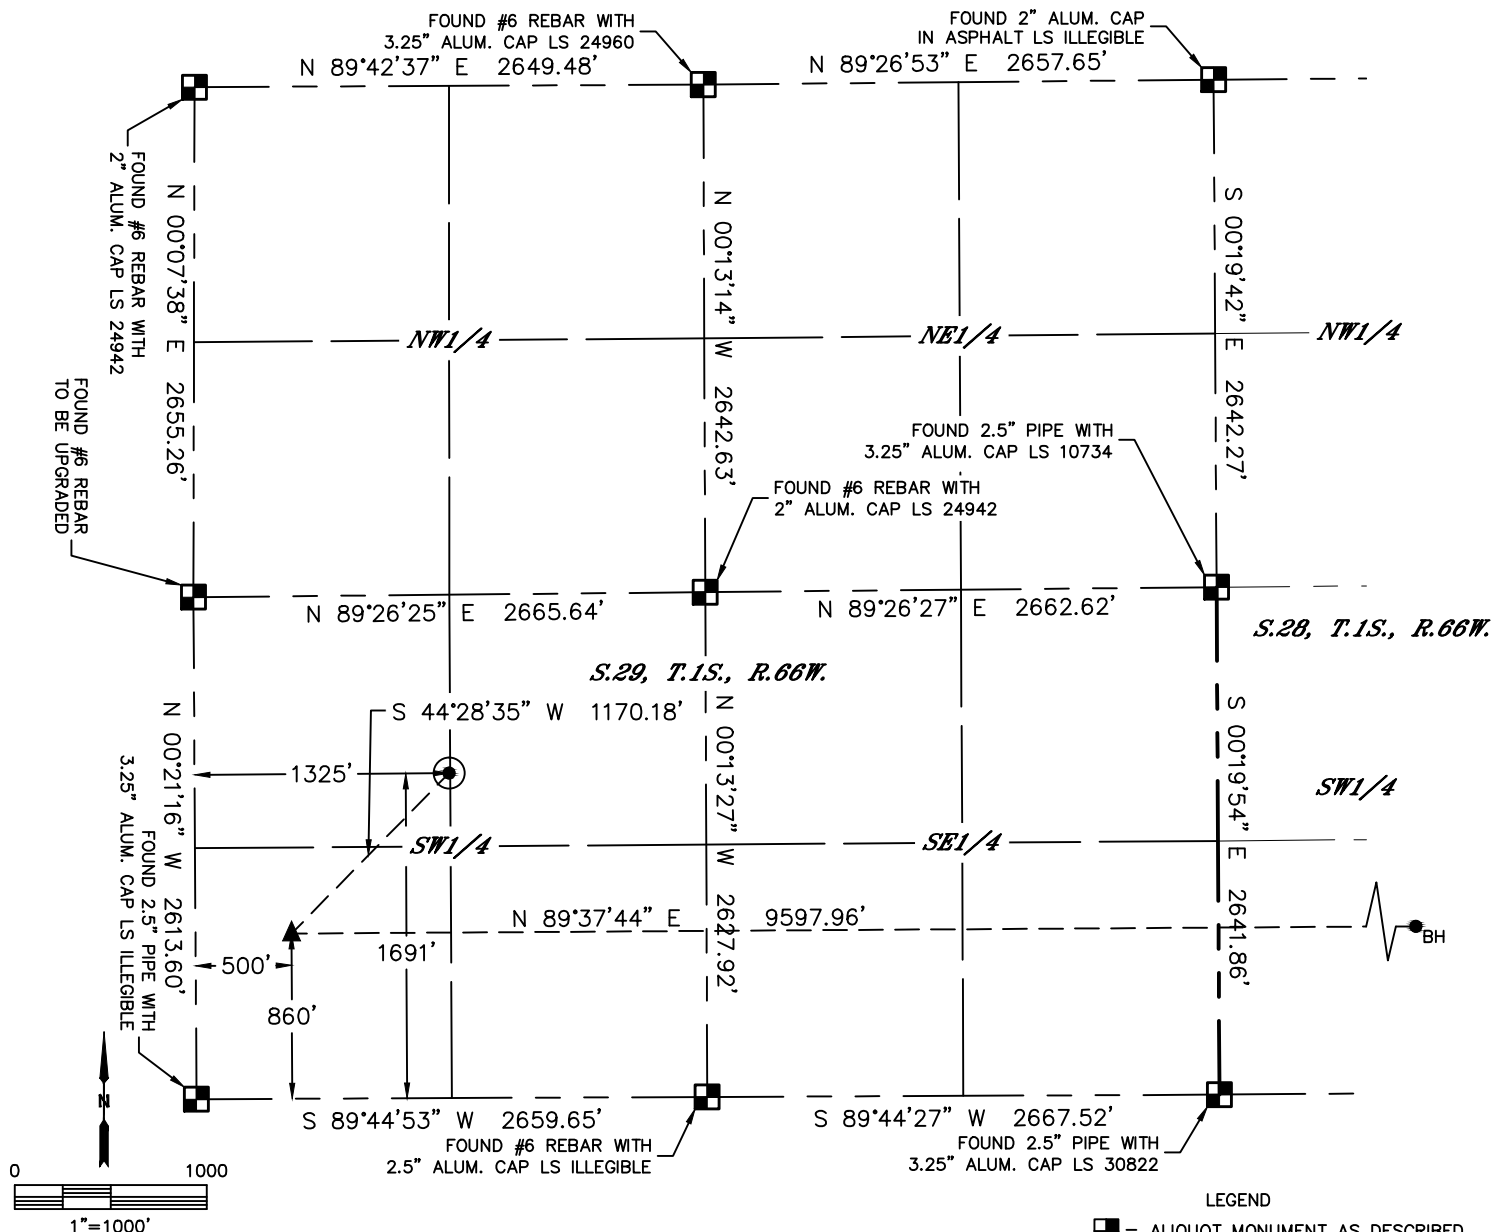 FOUND #6 REBAR WITH
3.25" ALUM. CAP LS 24960
FOUND 2" ALUM. CAP
IN ASPHALT LS ILLEGIBLE
N 89°42'37" E 2649.48'
N 89°26'53" E 2657.65'
FOUND #6 REBAR WITH
2" ALUM. CAP LS 24942
N 00°07'38" E 2655.26'
N 00°13'14" W 2642.63'
S 00°19'42" E 2642.27'
NW1/4
NE1/4
NW1/4
FOUND #6 REBAR
TO BE UPGRADED
FOUND 2.5" PIPE WITH
3.25" ALUM. CAP LS 10734
FOUND #6 REBAR WITH
2" ALUM. CAP LS 24942
N 89°26'25" E 2665.64'
N 89°26'27" E 2662.62'
S.28, T.1S., R.66W.
S.29, T.1S., R.66W.
S 44°28'35" W 1170.18'
N 00°21'16" W 2613.60'
N 00°13'27" W 2627.92'
S 00°19'54" E 2641.86'
1325'
SW1/4
SW1/4
SE1/4
FOUND 2.5" PIPE WITH
3.25" ALUM. CAP LS ILLEGIBLE
N 89°37'44" E 9597.96'
BH
1691'
500'
860'
N
S 89°44'53" W 2659.65'
S 89°44'27" W 2667.52'
FOUND #6 REBAR WITH
2.5" ALUM. CAP LS ILLEGIBLE
FOUND 2.5" PIPE WITH
3.25" ALUM. CAP LS 30822
0 1000
1"=1000'
LEGEND
= ALIQUOT MONUMENT AS DESCRIBED